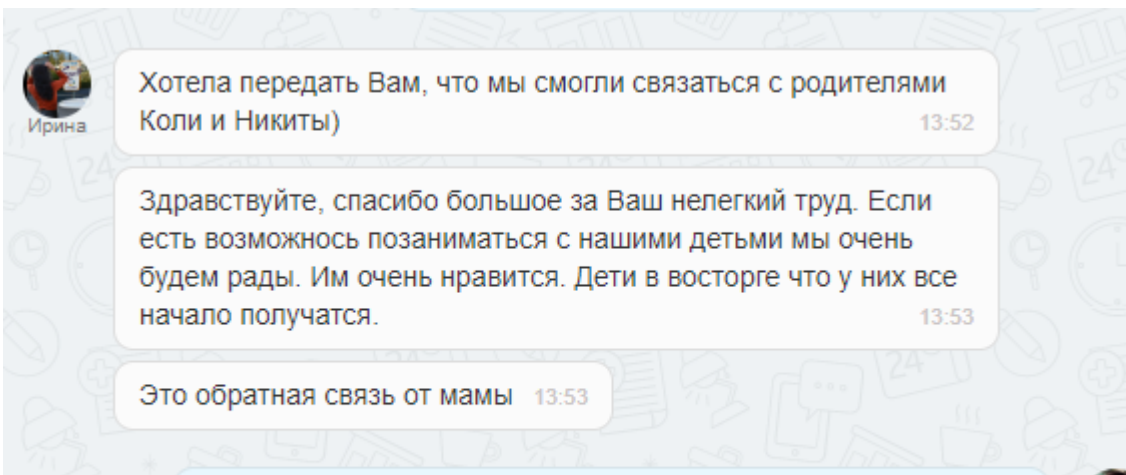 Хотела передать Вам, что мы смогли связаться с родителями
Коли и Никиты)
13:52
Ирина
Здравствуйте, спасибо большое за Ваш нелегкий труд. Если
есть возможнось позаниматься с нашими детьми мы очень
будем рады. Им очень нравится. Дети в восторге что у них все
начало получатся.
13:53
Это обратная связь от мамы 13:53